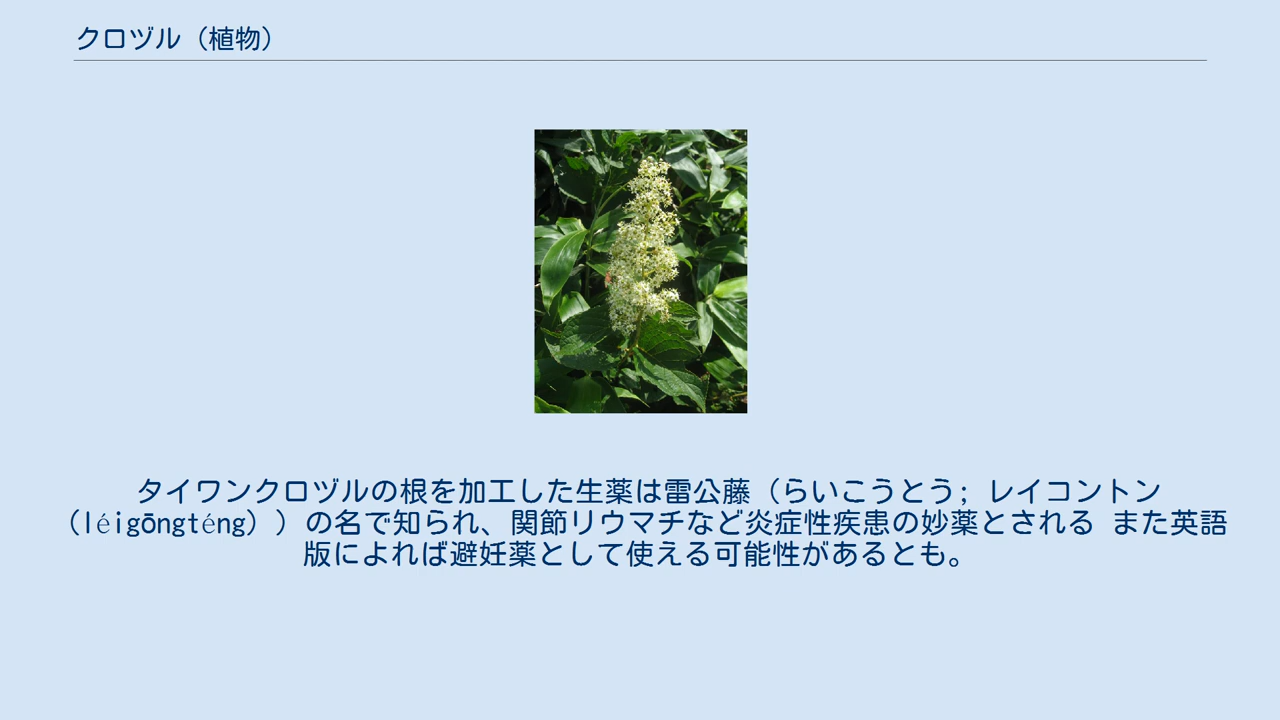 クロヅル（植物）
タイワンクロヅルの根を加工した生薬は雷公藤（らいこうとう; レイコントン
（léigōngténg））の名で知られ、関節リウマチなど炎症性疾患の妙薬とされる また英語
版によれば避妊薬として使える可能性があるとも。